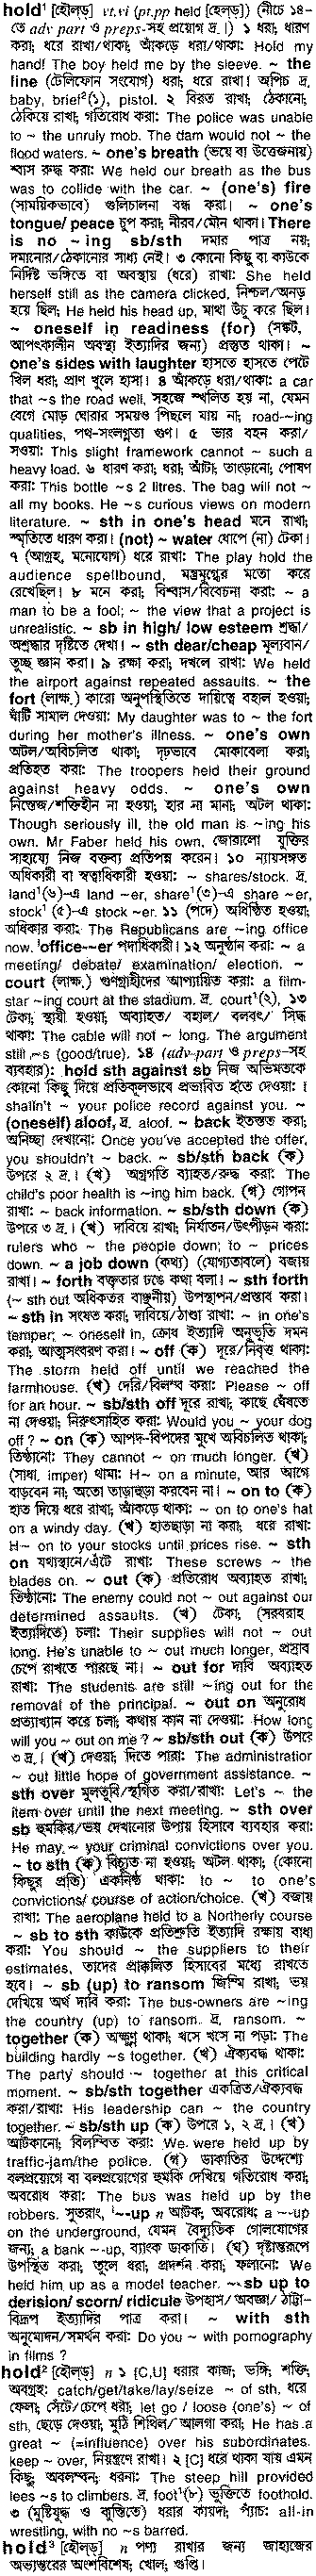 hold¹ [হৌল্ড্] vt,vi (pt,pp held [হেল্ড্]) (নীচে ১৪-
তে adv part ও preps-সহ প্রয়োগ দ্র.) ১ ধরা; ধারণ
করা; ধরে রাখা/থাকা; আঁকড়ে ধরা/থাকা: Hold my
hand! The boy held me by the sleeve. ~ the
line (টেলিফোন সংযোগ) ধরা; ধরে রাখা। অপিচ দ্র.
baby, brief²(১), pistol. ২ বিরত রাখা; ঠেকানো;
ঠেকিয়ে রাখা; গতিরোধ করা: The police was unable
to ~ the unruly mob. The dam would not ~ the
flood waters. ~ one's breath (ভয়ে বা উত্তেজনায়)
শ্বাস রুদ্ধ করা: We held our breath as the bus
was to collide with the car. ~ (one's) fire
(সাময়িকভাবে) গুলিচালনা বন্ধ করা। ~ one's
tongue/ peace চুপ করা; নীরব/মৌন থাকা। There
is no ~ing sb/sth দমার পাত্র নয়;
দমানোর/ঠেকানোর সাধ্য নেই। ৩ কোনো কিছু বা কাউকে
নির্দিষ্ট ভঙ্গিতে বা অবস্থায় (ধরে) রাখা: She held
herself still as the camera clicked, নিশ্চল/অনড়
হয়ে ছিল; He held his head up, মাথা উঁচু করে ছিল।
~ oneself in readiness (for) (সঙ্কট,
আপৎকালীন অবস্থা ইত্যাদির জন্য) প্রস্তুত থাকা। ~
one's sides with laughter হাসতে হাসতে পেটে
খিল ধরা; প্রাণ খুলে হাসা। ৪ আঁকড়ে ধরা/থাকা: a car
that ~s the road well, সহজে স্খলিত হয় না, যেমন
বেগে মোড় ঘোরার সময়ও পিছলে যায় না; road-~ing
qualities, পথ-সংলগ্নতা গুণ। ৫ ভার বহন করা/
সওয়া: This slight framework cannot ~ such a
heavy load. ৬ ধারণ করা; ধরা; আঁটা; তাৎড়ানো; পোষণ
করা: This bottle ~s 2 litres. The bag will not ~
all my books. He ~s curious views on modern
literature. ~ sth in one's head মনে রাখা;
স্মৃতিতে ধারণ করা। (not) ~ water ধোপে (না) টেকা।
৭ (আগ্রহ, মনোযোগ) ধরে রাখা: The play hold the
audience spellbound, মন্ত্রমুগ্ধের মতো করে
রেখেছিল। ৮ মনে করা; বিশ্বাস/বিবেচনা করা: ~ a
man to be a fool; ~ the view that a project is
unrealistic. ~ sb in high/ low esteem শ্রদ্ধা/
অশ্রদ্ধার দৃষ্টিতে দেখা। ~ sth dear/cheap মূল্যবান/
তুচ্ছ জ্ঞান করা। ৯ রক্ষা করা; দখলে রাখা: We held
the airport against repeated assaults. ~ the
fort (লাক্ষ.) কারো অনুপস্থিতিতে দায়িত্বে বহাল হওয়া;
ঘাঁটি সামাল দেওয়া: My daughter was to ~ the fort
during her mother's illness. ~ one's own
অটল/অবিচলিত থাকা; দৃঢ়ভাবে মোকাবেলা করা;
প্রতিহত করা: The troopers held their ground
against heavy odds. ~ one's own
নিস্তেজ/শক্তিহীন না হওয়া; হার না মানা; অটল থাকা:
Though seriously ill, the old man is ~ing his
own. Mr Faber held his own, জোরালো যুক্তির
সাহায্যে নিজ বক্তব্য প্রতিপন্ন করেন। ১০ ন্যায়সঙ্গত
অধিকারী বা স্বত্বাধিকারী হওয়া: ~ shares/stock. দ্র.
land¹(৬)-এ land ~er, share¹(৩)-এ share ~er,
stock¹ (৫)-এ stock ~er. ১১ (পদে) অধিষ্ঠিত হওয়া;
অধিকার করা: The Republicans are ~ing office
now. ˈoffice-~er পদাধিকারী। ১২ অনুষ্ঠান করা: ~ a
meeting/ debate/ examination/ election. ~
court (লাক্ষ.) গুণগ্রাহীদের আপ্যায়িত করা: a film-
star ~ing court at the stadium. দ্র. court¹(২). ১৩
টেকা; স্থায়ী হওয়া; অব্যাহত/ বহাল/ বলবৎ/ সিদ্ধ
থাকা: The cable will not ~ long. The argument
still ~s (good/true). ১৪ (adv-part ও preps-সহ
ব্যবহার): hold sth against sb নিজ অভিমতকে
কোনো কিছু দিয়ে প্রতিকূলভাবে প্রভাবিত হতে দেওয়া: I
shalln't ~ your police record against you. ~
(oneself) aloof, দ্র. aloof. ~ back ইতস্তত করা;
অনিচ্ছা দেখানো: Once you've accepted the offer,
you shouldn't ~ back. ~ sb/sth back (ক)
উপরে ২ দ্র.। (খ) অগ্রগতি ব্যাহত/রুদ্ধ করা: The
child's poor health is ~ing him back. (গ) গোপন
রাখা: ~ back information. ~ sb/sth down (ক)
উপরে ৩ দ্র.। (খ) দাবিয়ে রাখা; নির্যাতন/উৎপীড়ন করা:
rulers who ~ the people down; to ~ prices
down. ~ a job down (কথ্য) (যোগ্যতাবলে) বজায়
রাখা। ~ forth বক্তৃতার ঢঙে কথা বলা। ~ sth forth
(~ sth out অধিকতর বাঞ্ছনীয়) উপস্থাপন/প্রস্তাব করা।
~ sth in সংযত করা; দাবিয়ে/ঠাণ্ডা রাখা: ~ in one's
temper; ~ oneself in, ক্রোধ ইত্যাদি অনুভূতি দমন
করা; আত্মসংবরণ করা। ~ off (ক) দূরে/নিবৃত্ত থাকা:
The storm held off until we reached the
farmhouse. (খ) দেরি/বিলম্ব করা: Please ~ off
for an hour. ~ sb/sth off দূরে রাখা; কাছে ঘেঁষতে
না দেওয়া; নিরুৎসাহিত করা: Would you ~ your dog
off ? ~ on (ক) আপদ-বিপদের মুখে অবিচলিত থাকা;
তিষ্ঠানো: They cannot ~ on much longer. (খ)
(সাধা. imper) থামা: H~ on a minute, আর আগে
বাড়বেন না; অতো তাড়াহুড়া করবেন না। ~ on to (ক)
হাত দিয়ে ধরে রাখা; আঁকড়ে থাকা: ~ on to one's hat
on a windy day. (খ) হাতছাড়া না করা; ধরে রাখা:
H~ on to your stocks until prices rise. ~ sth
on যথাস্থানে/এঁটে রাখা: These screws ~ the
blades on. ~ out (ক) প্রতিরোধ অব্যাহত রাখা;
তিষ্ঠানো: The enemy could not ~ out against our
determined assaults. (খ) টেকা; (সরবরাহ
ইত্যাদিতে) চলা: Their supplies will not ~ out
long. He's unable to ~ out much longer, প্রস্রাব
চেপে রাখতে পারছে না। ~ out for দাবি অব্যাহত
রাখা: The students are still ~ing out for the
removal of the principal. ~ out on অনুরোধ
প্রত্যাখ্যান করে চলা; কথায় কান না দেওয়া: How long
will you ~ out on me ? ~ sb/sth out (ক) উপরে
৩ দ্র.। (খ) দেওয়া; দিতে পারা: The administratior
~ out little hope of government assistance. ~
sth over মুলতুবি/স্থগিত করা/রাখা: Let's ~ the
item over until the next meeting. ~ sth over
sb হুমকির/ভয় দেখানোর উপায় হিসাবে ব্যবহার করা:
He may ~ your criminal convictions over you.
~ to sth (ক) বিচ্যুত না হওয়া; অটল থাকা; (কোনো
কিছুর প্রতি) একনিষ্ঠ থাকা: to ~ to one's
convictions/ course of action/choice. (খ) বজায়
রাখা: The aeroplane held to a Northerly course
~ sb to sth কাউকে প্রতিশ্রুতি ইত্যাদি রক্ষায় বাধ্য
করা: You should ~ the suppliers to their
estimates, তাদের প্রাক্কলিত হিসাবের মধ্যে রাখতে
হবে। ~ sb (up) to ransom জিম্মি রাখা; ভয়
দেখিয়ে অর্থ দাবি করা: The bus-owners are ~ing
the country (up) to ransom. দ্র. ransom. ~
together (ক) অক্ষুণ্ণ থাকা; খসে খসে না পড়া: The
building hardly ~s together. (খ) ঐক্যবদ্ধ থাকা:
The party should ~ together at this critical
moment. ~ sb/sth together একত্রিত/ঐক্যবদ্ধ
করা/রাখা: His leadership can ~ the country
together. ~ sb/sth up (ক) উপরে ১, ২ দ্র.। (খ)
আটকানো; বিলম্বিত করা: We were held up by
traffic-jam/the police. (গ) ডাকাতির উদ্দেশ্যে
বলপ্রয়োগে বা বলপ্রয়োগের হুমকি দেখিয়ে গতিরোধ করা;
অবরোধ করা: The bus was held up by the
robbers. সুতরাং, ˈ~-up n আটক; অবরোধ: a ~-up
on the underground, যেমন বৈদ্যুতিক গোলযোগের
জন্য; a bank ~-up, ব্যাংক ডাকাতি। (ঘ) দৃষ্টান্তরূপে
উপস্থিত করা; তুলে ধরা; প্রদর্শন করা; ফলানো: We
held him up as a model teacher. ~ sb up to
derision/ scorn/ ridicule উপহাস/ অবজ্ঞা/ ঠাট্টা-
বিদ্রূপ ইত্যাদির পাত্র করা। ~ with sth
অনুমোদন/সমর্থন করা: Do you ~ with pornography
in films ?
hold² [হৌল্ড্] n ১ [C,U] ধরার কাজ; ভঙ্গি; শক্তি;
অবগ্রহ: catch/get/take/lay/seize ~ of sth, ধরে
ফেলা; সেঁটে/চেপে ধরা; let go / loose (one's) ~ of
sth, ছেড়ে দেওয়া; মুঠি শিথিল/ আলগা করা; He has a
great ~ (=influence) over his subordinates.
keep ~ over, নিয়ন্ত্রণে রাখা। ২ [C] ধরে থাকা যায় এমন
কিছু; অবলম্বন; ধরনা: The steep hill provided
lees ~s to climbers. দ্র. foot¹(৮) ভুক্তিতে foothold.
৩ (মুষ্টিযুদ্ধ ও কুস্তিতে) ধরার কায়দা; প্যাঁচ: all-in
wrestling, with no ~s barred.
hold³ [হৌল্ড্] n পণ্য রাখার জন্য জাহাজের
অভ্যন্তরের অংশবিশেষ; খোল; গুপ্তি।